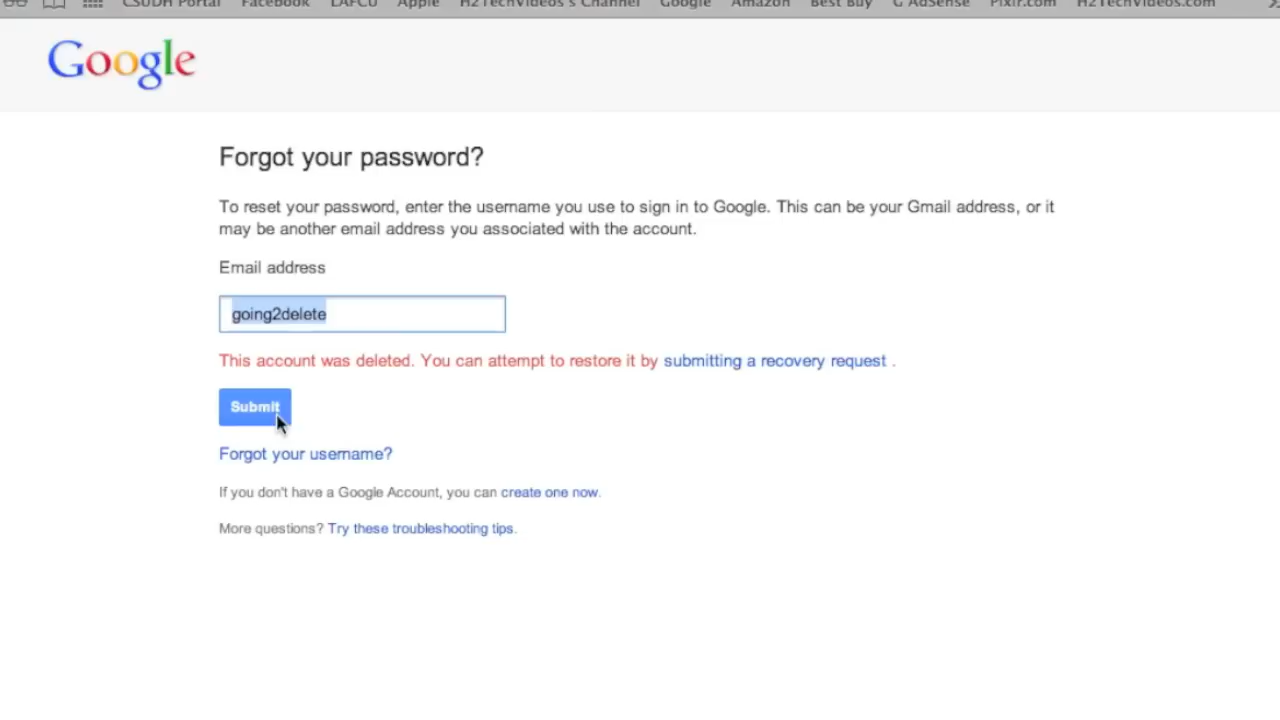 CSUDH Portal Facebook LAFCU Apple H2TechVideos's Channel Google Amazon Best Buy G AdSense Pixlr.com H2TechVideos.com
Google
Forgot your password?
To reset your password, enter the username you use to sign in to Google. This can be your Gmail address, or it
may be another email address you associated with the account.
Email address
going2delete
This account was deleted. You can attempt to restore it by submitting a recovery request .
Submit
Forgot your username?
If you don't have a Google Account, you can create one now.
More questions? Try these troubleshooting tips.